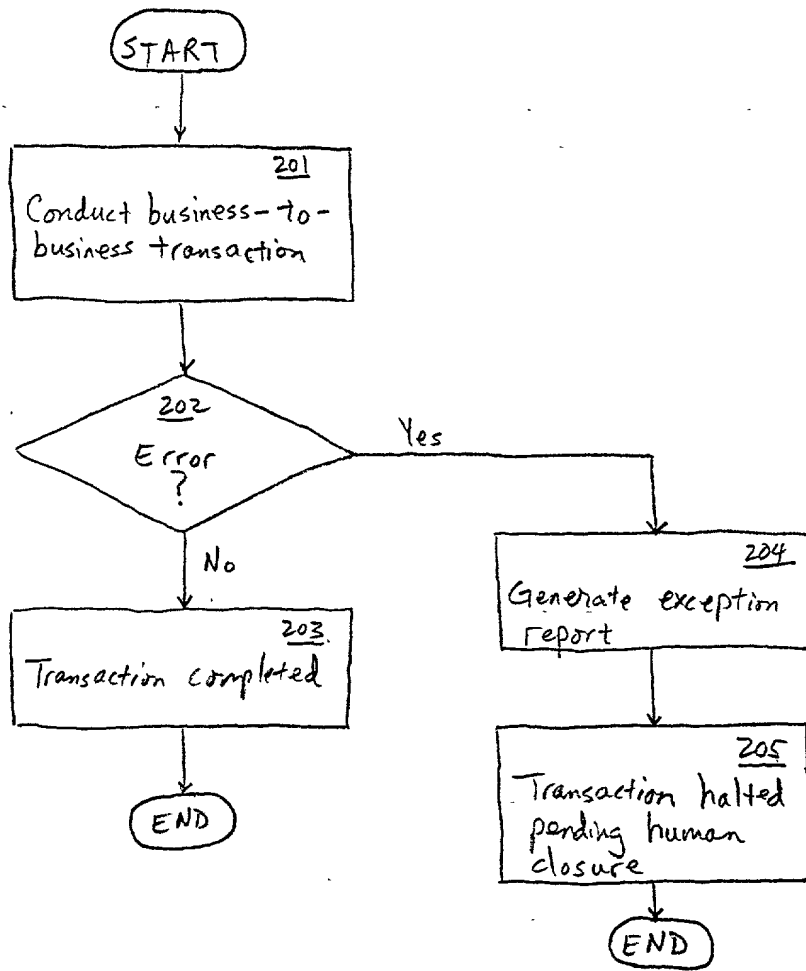 START
201
Conduct business-to-
business transaction
202
Error
?
Yes
No
203
Transaction completed
END
204
Generate exception
report
205
Transaction halted
pending human
closure
END